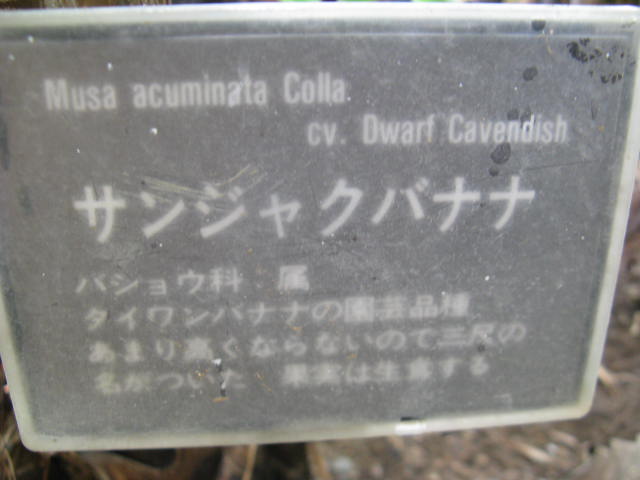 Musa acuminata Colla.
cv. Dwarf Cavendish
サンジャクバナナ
バショウ科 属
タイワンバナナの園芸品種
あまり高くならないので三尺の
名がついた 果実は生食する